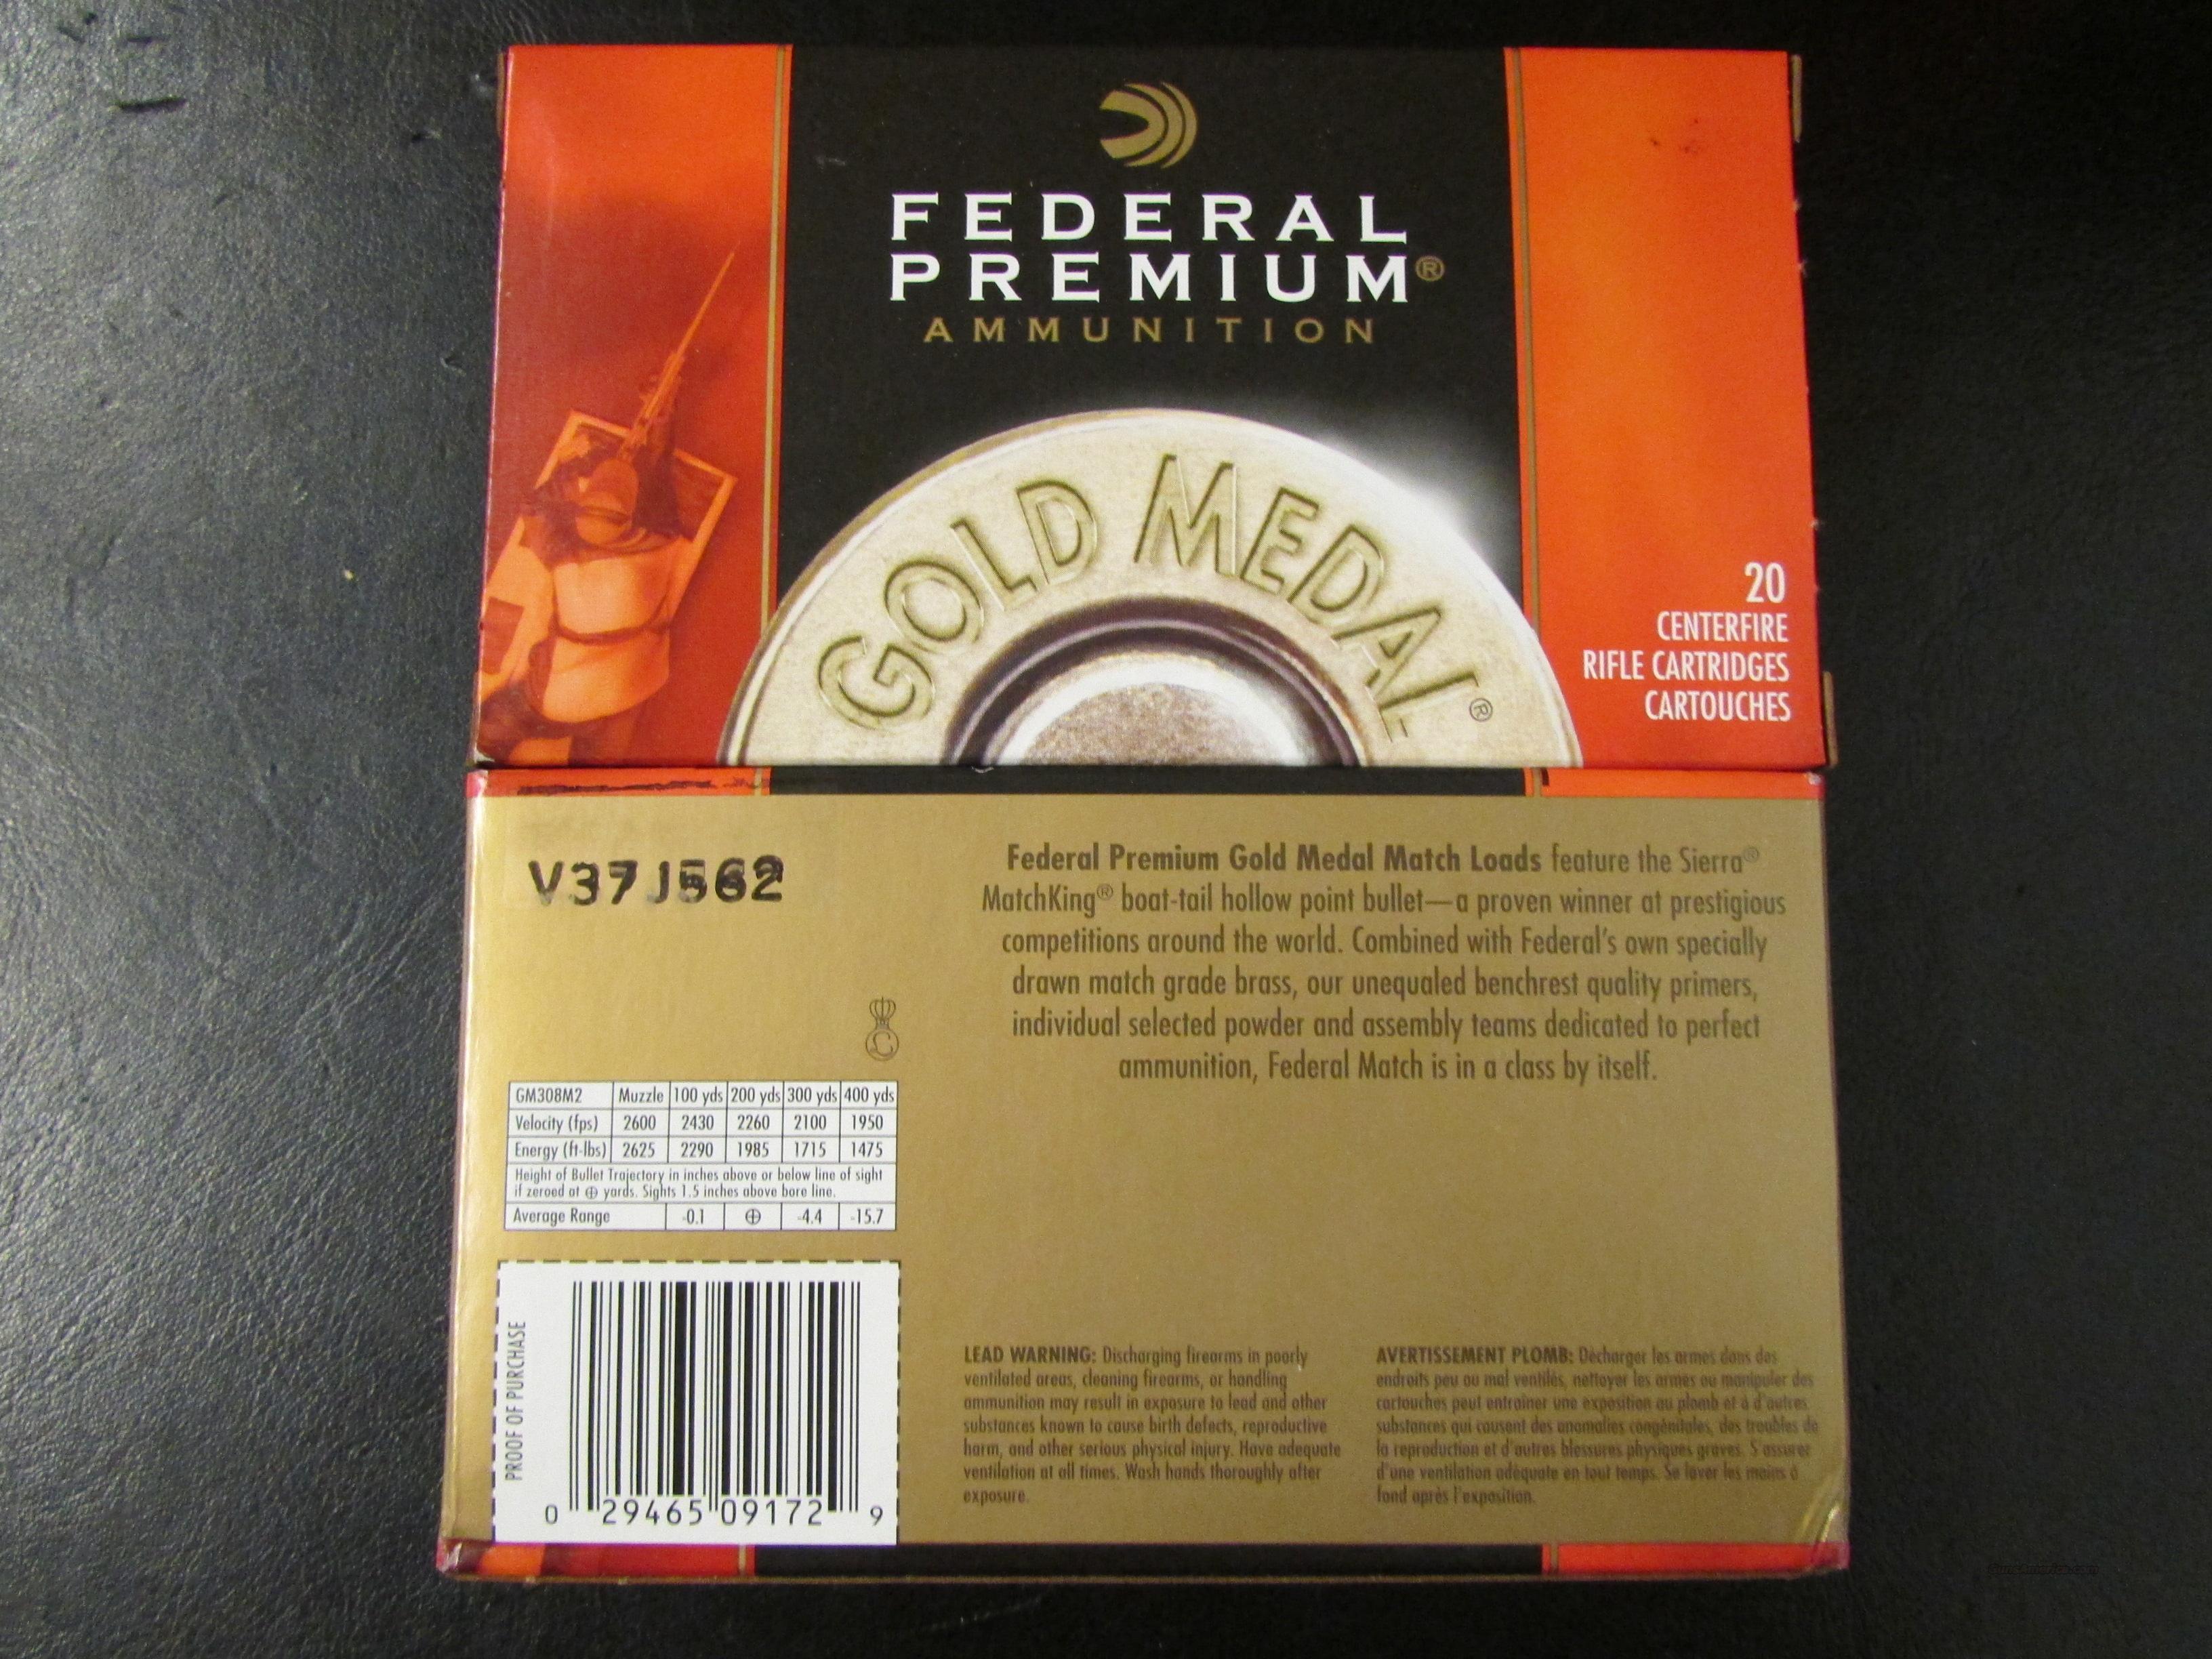 FEDERAL
PREMIUM®
AMMUNITION
GOLD MEDAL®
20
CENTERFIRE
RIFLE CARTRIDGES
CARTOUCHES
V37J562
Federal Premium Gold Medal Match Loads feature the Sierra®
MatchKing® boat-tail hollow point bullet—a proven winner at prestigious
competitions around the world. Combined with Federal's own specially
drawn match grade brass, our unequaled benchrest quality primers,
individual selected powder and assembly teams dedicated to perfect
ammunition, Federal Match is in a class by itself.
GM308M2 Muzzle 100 yds 200 yds 300 yds 400 yds
Velocity (fps) 2600 2430 2260 2100 1950
Energy (ft-lbs) 2625 2290 1985 1715 1475
Height of Bullet Trajectory in inches above or below line of sight
if zeroed at ⊕ yards. Sights 1.5 inches above bore line.
Average Range -0.1 ⊕ -4.4 -15.7
PROOF OF PURCHASE
0 29465 09172 9
LEAD WARNING: Discharging firearms in poorly
ventilated areas, cleaning firearms, or handling
ammunition may result in exposure to lead and other
substances known to cause birth defects, reproductive
harm, and other serious physical injury. Have adequate
ventilation at all times. Wash hands thoroughly after
exposure.
AVERTISSEMENT PLOMB: Décharger les armes dans des
endroits peu ou mal ventilés, nettoyer les armes ou manipuler des
cartouches peut entraîner une exposition au plomb et à d'autres
substances qui causent des anomalies congénitales, des troubles de
la reproduction et d'autres blessures physiques graves. S'assurer
d'une ventilation adéquate en tout temps. Se laver les mains à
fond après l'exposition.